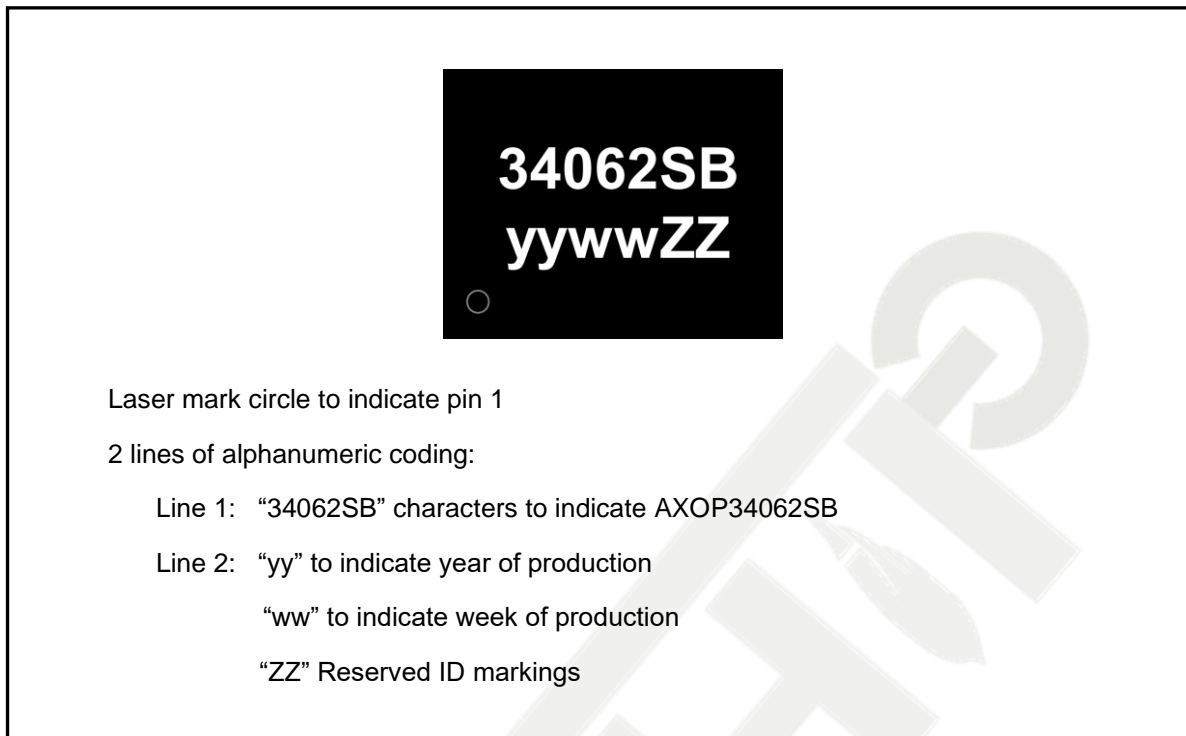 34062SB
yywwZZ
Laser mark circle to indicate pin 1
2 lines of alphanumeric coding:
Line 1: “34062SB” characters to indicate AXOP34062SB
Line 2: “yy” to indicate year of production
“ww” to indicate week of production
“ZZ” Reserved ID markings